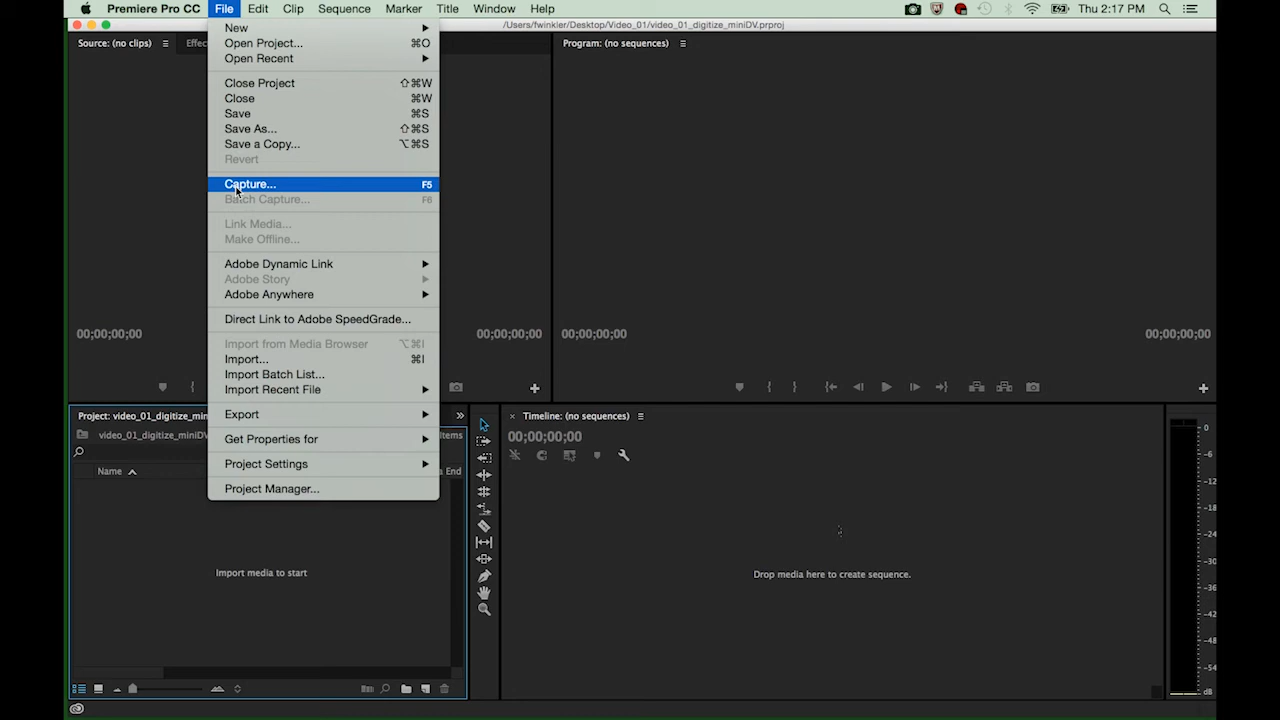 Premiere Pro CC File Edit Clip Sequence Marker Title Window Help Thu 2:17 PM
/Users/fwinkler/Desktop/Video_01/video_01_digitize_miniDV.prproj
Source: (no clips) Effec Program: (no sequences)
New
Open Project... ⌘O
Open Recent
Close Project ⇧⌘W
Close ⌘W
Save ⌘S
Save As... ⇧⌘S
Save a Copy... ⌥⌘S
Revert
Capture... F5
Batch Capture... F6
Link Media...
Make Offline...
Adobe Dynamic Link
Adobe Story
Adobe Anywhere
Direct Link to Adobe SpeedGrade...
Import from Media Browser ⌥⌘I
Import... ⌘I
Import Batch List...
Import Recent File
Export
Get Properties for
Project Settings
Project Manager...
00;00;00;00 00;00;00;00 00;00;00;00 00;00;00;00
Project: video_01_digitize_min
video_01_digitize_miniDV Items
Name End
Import media to start
Timeline: (no sequences)
00;00;00;00
Drop media here to create sequence.
0
-6
-12
-18
-24
-30
-36
-42
-48
-54
dB